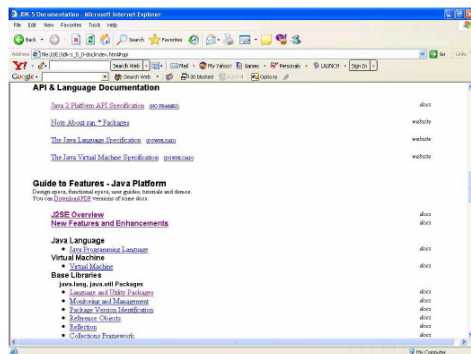 JDK 5 Documentation - Microsoft Internet Explorer
File Edit View Favorites Tools Help
Back Search Favorites
Address Go Links
Y! Search Web Mail My Yahoo! Games Personals LAUNCH Sign In
Google Search Web blocked Options
API & Language Documentation
Java 2 Platform API Specification (NO FRAMES) docs
Note About sun.* Packages website
The Java Language Specification (DOWNLOAD) website
The Java Virtual Machine Specification (DOWNLOAD) website
Guide to Features - Java Platform
Design specs, functional specs, user guides, tutorials and demos.
You can Download PDF versions of some docs.
J2SE Overview docs
New Features and Enhancements docs
Java Language
• Java Programming Language docs
Virtual Machine
• Virtual Machine docs
Base Libraries
java.lang, java.util Packages
• Language and Utility Packages docs
• Monitoring and Management docs
• Package Version Identification docs
• Reference Objects docs
• Reflection docs
• Collections Framework docs
My Computer